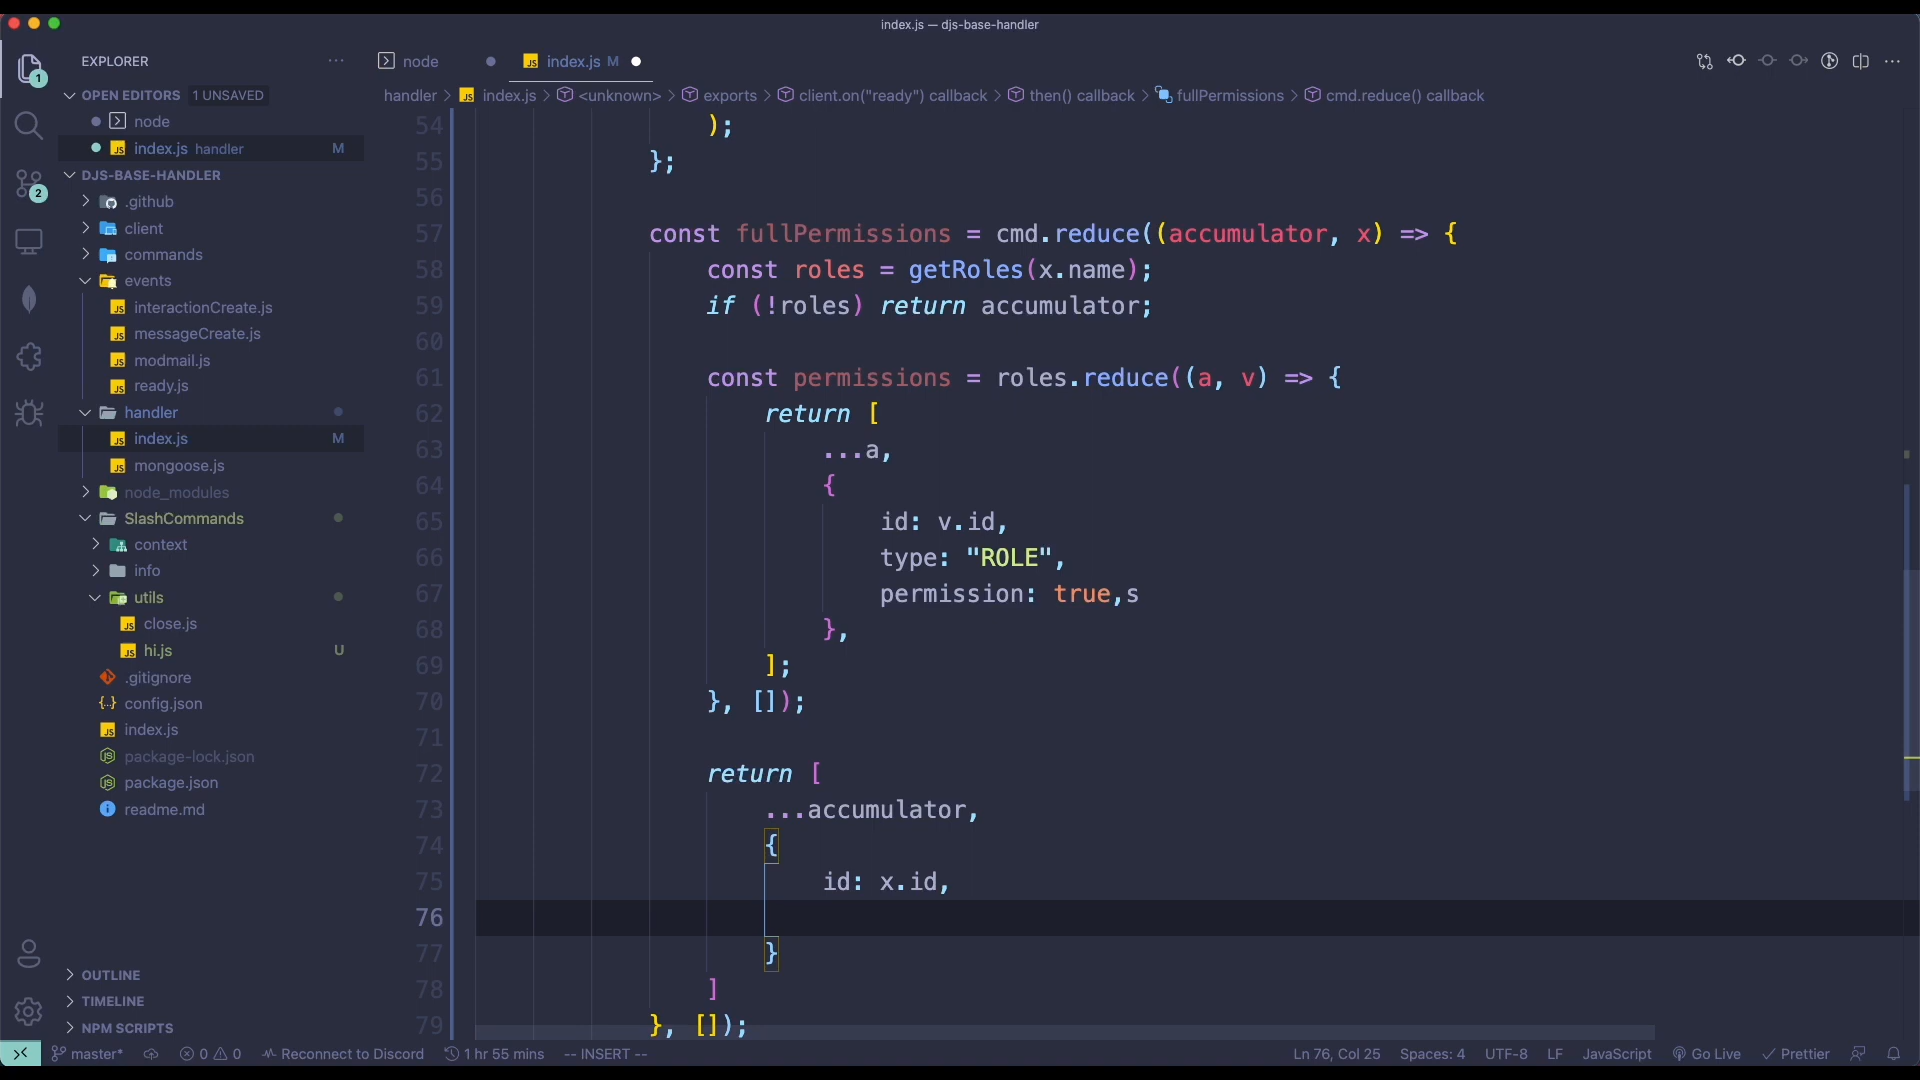 index.js — djs-base-handler
EXPLORER
node
index.js M
OPEN EDITORS 1 UNSAVED
handler > index.js > <unknown> > exports > client.on("ready") callback > then() callback > fullPermissions > cmd.reduce() callback
node
index.js handler M
DJS-BASE-HANDLER
.github
client
commands
events
interactionCreate.js
messageCreate.js
modmail.js
ready.js
handler
index.js M
mongoose.js
node_modules
SlashCommands
context
info
utils
close.js
hi.js U
.gitignore
config.json
index.js
package-lock.json
package.json
readme.md
OUTLINE
TIMELINE
NPM SCRIPTS
1
2
54 );
55 };
56
57 const fullPermissions = cmd.reduce((accumulator, x) => {
58 const roles = getRoles(x.name);
59 if (!roles) return accumulator;
60
61 const permissions = roles.reduce((a, v) => {
62 return [
63 ...a,
64 {
65 id: v.id,
66 type: "ROLE",
67 permission: true,s
68 },
69 ];
70 }, []);
71
72 return [
73 ...accumulator,
74 {
75 id: x.id,
76
77 }
78 ]
79 }, []);
master* 0 0 Reconnect to Discord 1 hr 55 mins -- INSERT -- Ln 76, Col 25 Spaces: 4 UTF-8 LF JavaScript Go Live Prettier